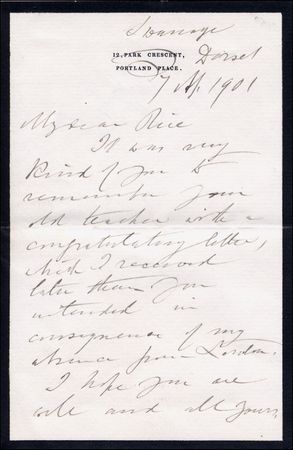 Swanage
12, PARK CRESCENT,
PORTLAND PLACE.
Dorset
7 Ap. 1901
My dear Rice
It was very
kind of you to
remember your
old teacher with a
congratulatory letter,
which I received
later than you
intended in
consequence of my
absence from London.
I hope you are
well and all yours,